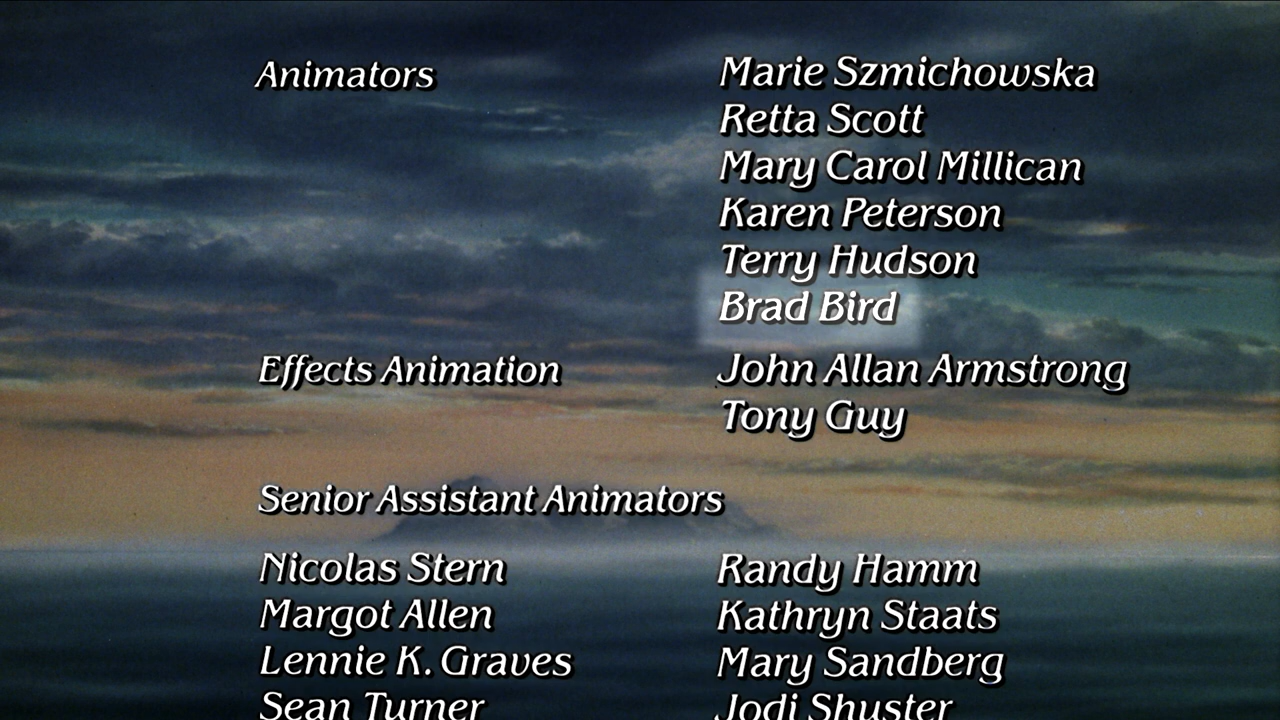 Animators Marie Szmichowska
Retta Scott
Mary Carol Millican
Karen Peterson
Terry Hudson
Brad Bird
Effects Animation John Allan Armstrong
Tony Guy
Senior Assistant Animators
Nicolas Stern Randy Hamm
Margot Allen Kathryn Staats
Lennie K. Graves Mary Sandberg
Sean Turner Jodi Shuster